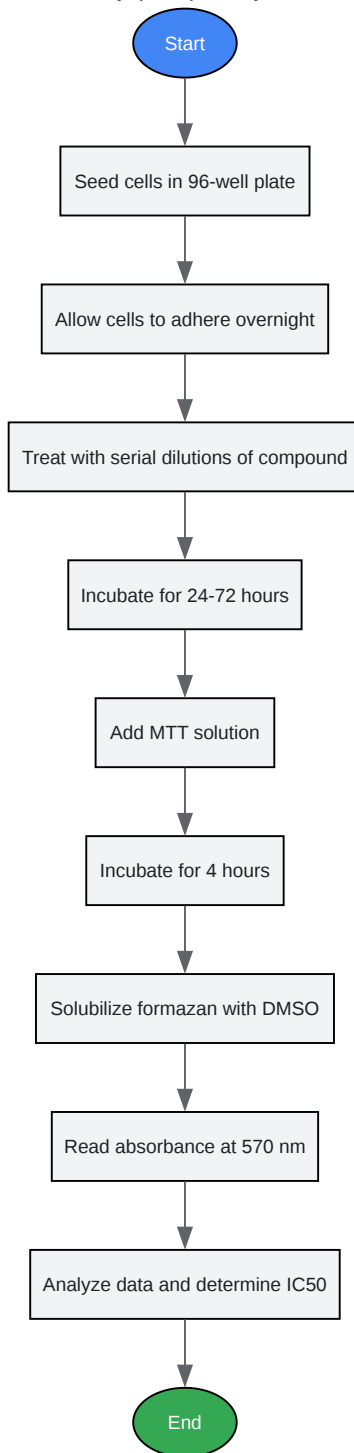 Start
Seed cells in 96-well plate
Allow cells to adhere overnight
Treat with serial dilutions of compound
Incubate for 24-72 hours
Add MTT solution
Incubate for 4 hours
Solubilize formazan with DMSO
Read absorbance at 570 nm
Analyze data and determine IC50
End